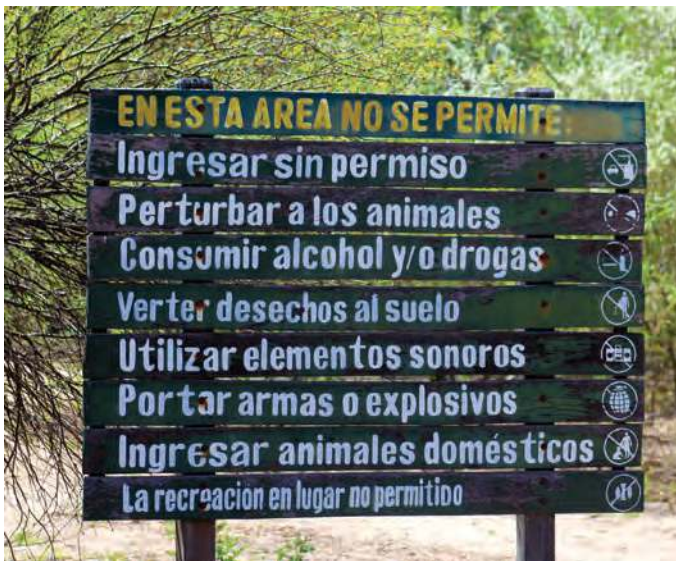 EN ESTA AREA NO SE PERMITE:
Ingresar sin permiso
Perturbar a los animales
Consumir alcohol y/o drogas
Verter desechos al suelo
Utilizar elementos sonoros
Portar armas o explosivos
Ingresar animales domésticos
La recreación en lugar no permitido